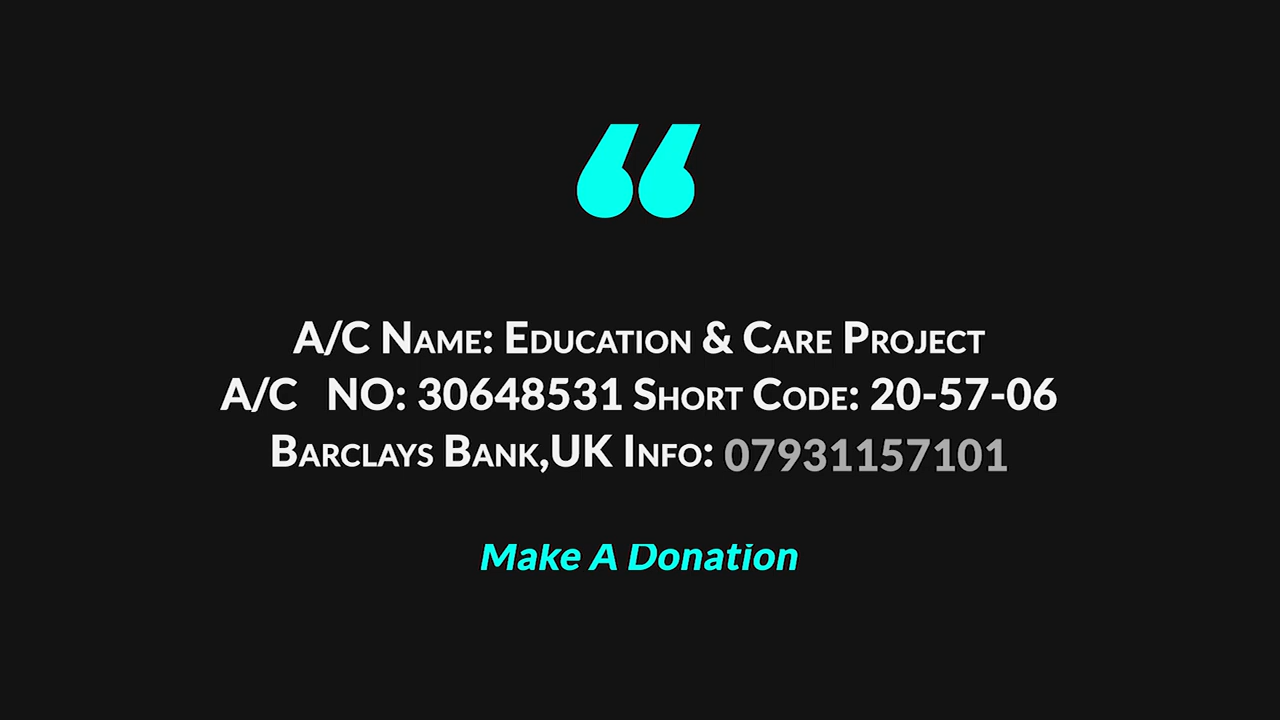 “
A/C Name: Education & Care Project
A/C NO: 30648531 Short Code: 20-57-06
Barclays Bank,UK Info: 07931157101
Make A Donation